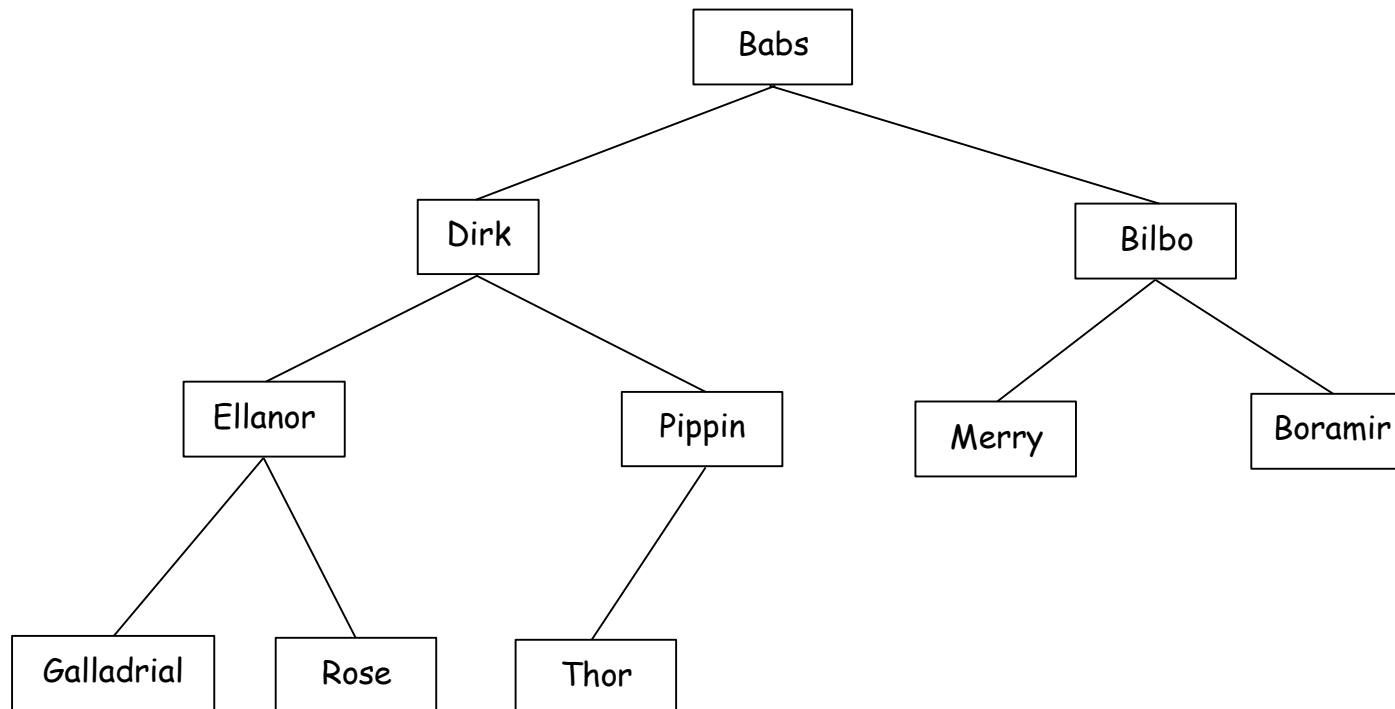 Babs
Dirk
Bilbo
Ellanor
Pippin
Merry
Boramir
Galladrial
Rose
Thor